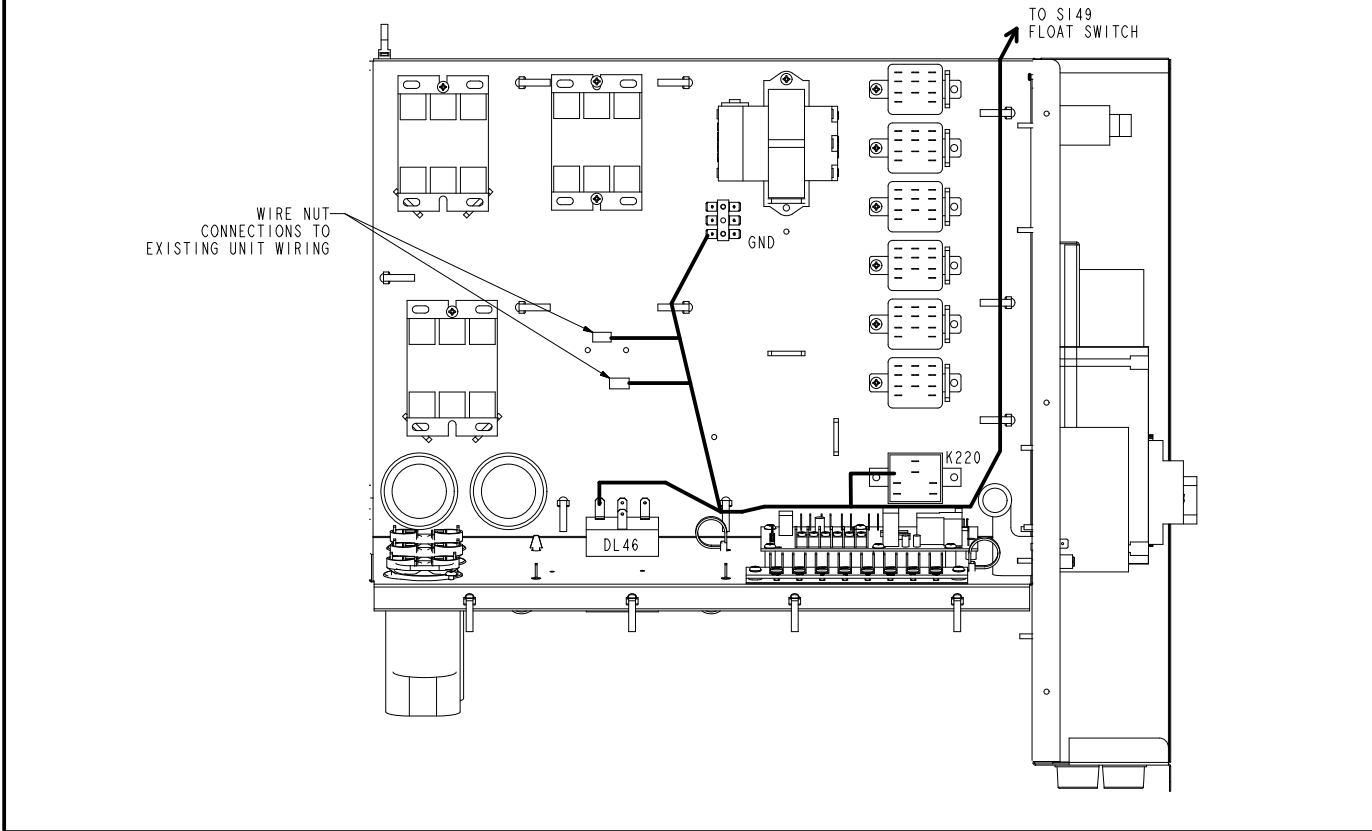 TO S149
FLOAT SWITCH
WIRE NUT
CONNECTIONS TO
EXISTING UNIT WIRING
GND
K220
DL46